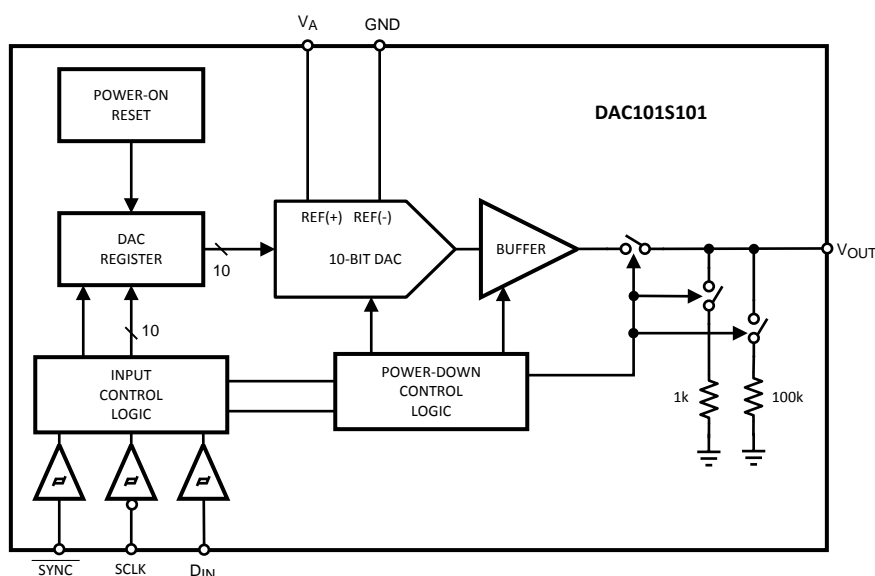 VA
GND
POWER-ON
RESET
DAC101S101
REF(+)
REF(-)
DAC
REGISTER
10
10-BIT DAC
BUFFER
VOUT
10
INPUT
CONTROL
LOGIC
POWER-DOWN
CONTROL
LOGIC
1k
100k
SYNC
SCLK
DIN